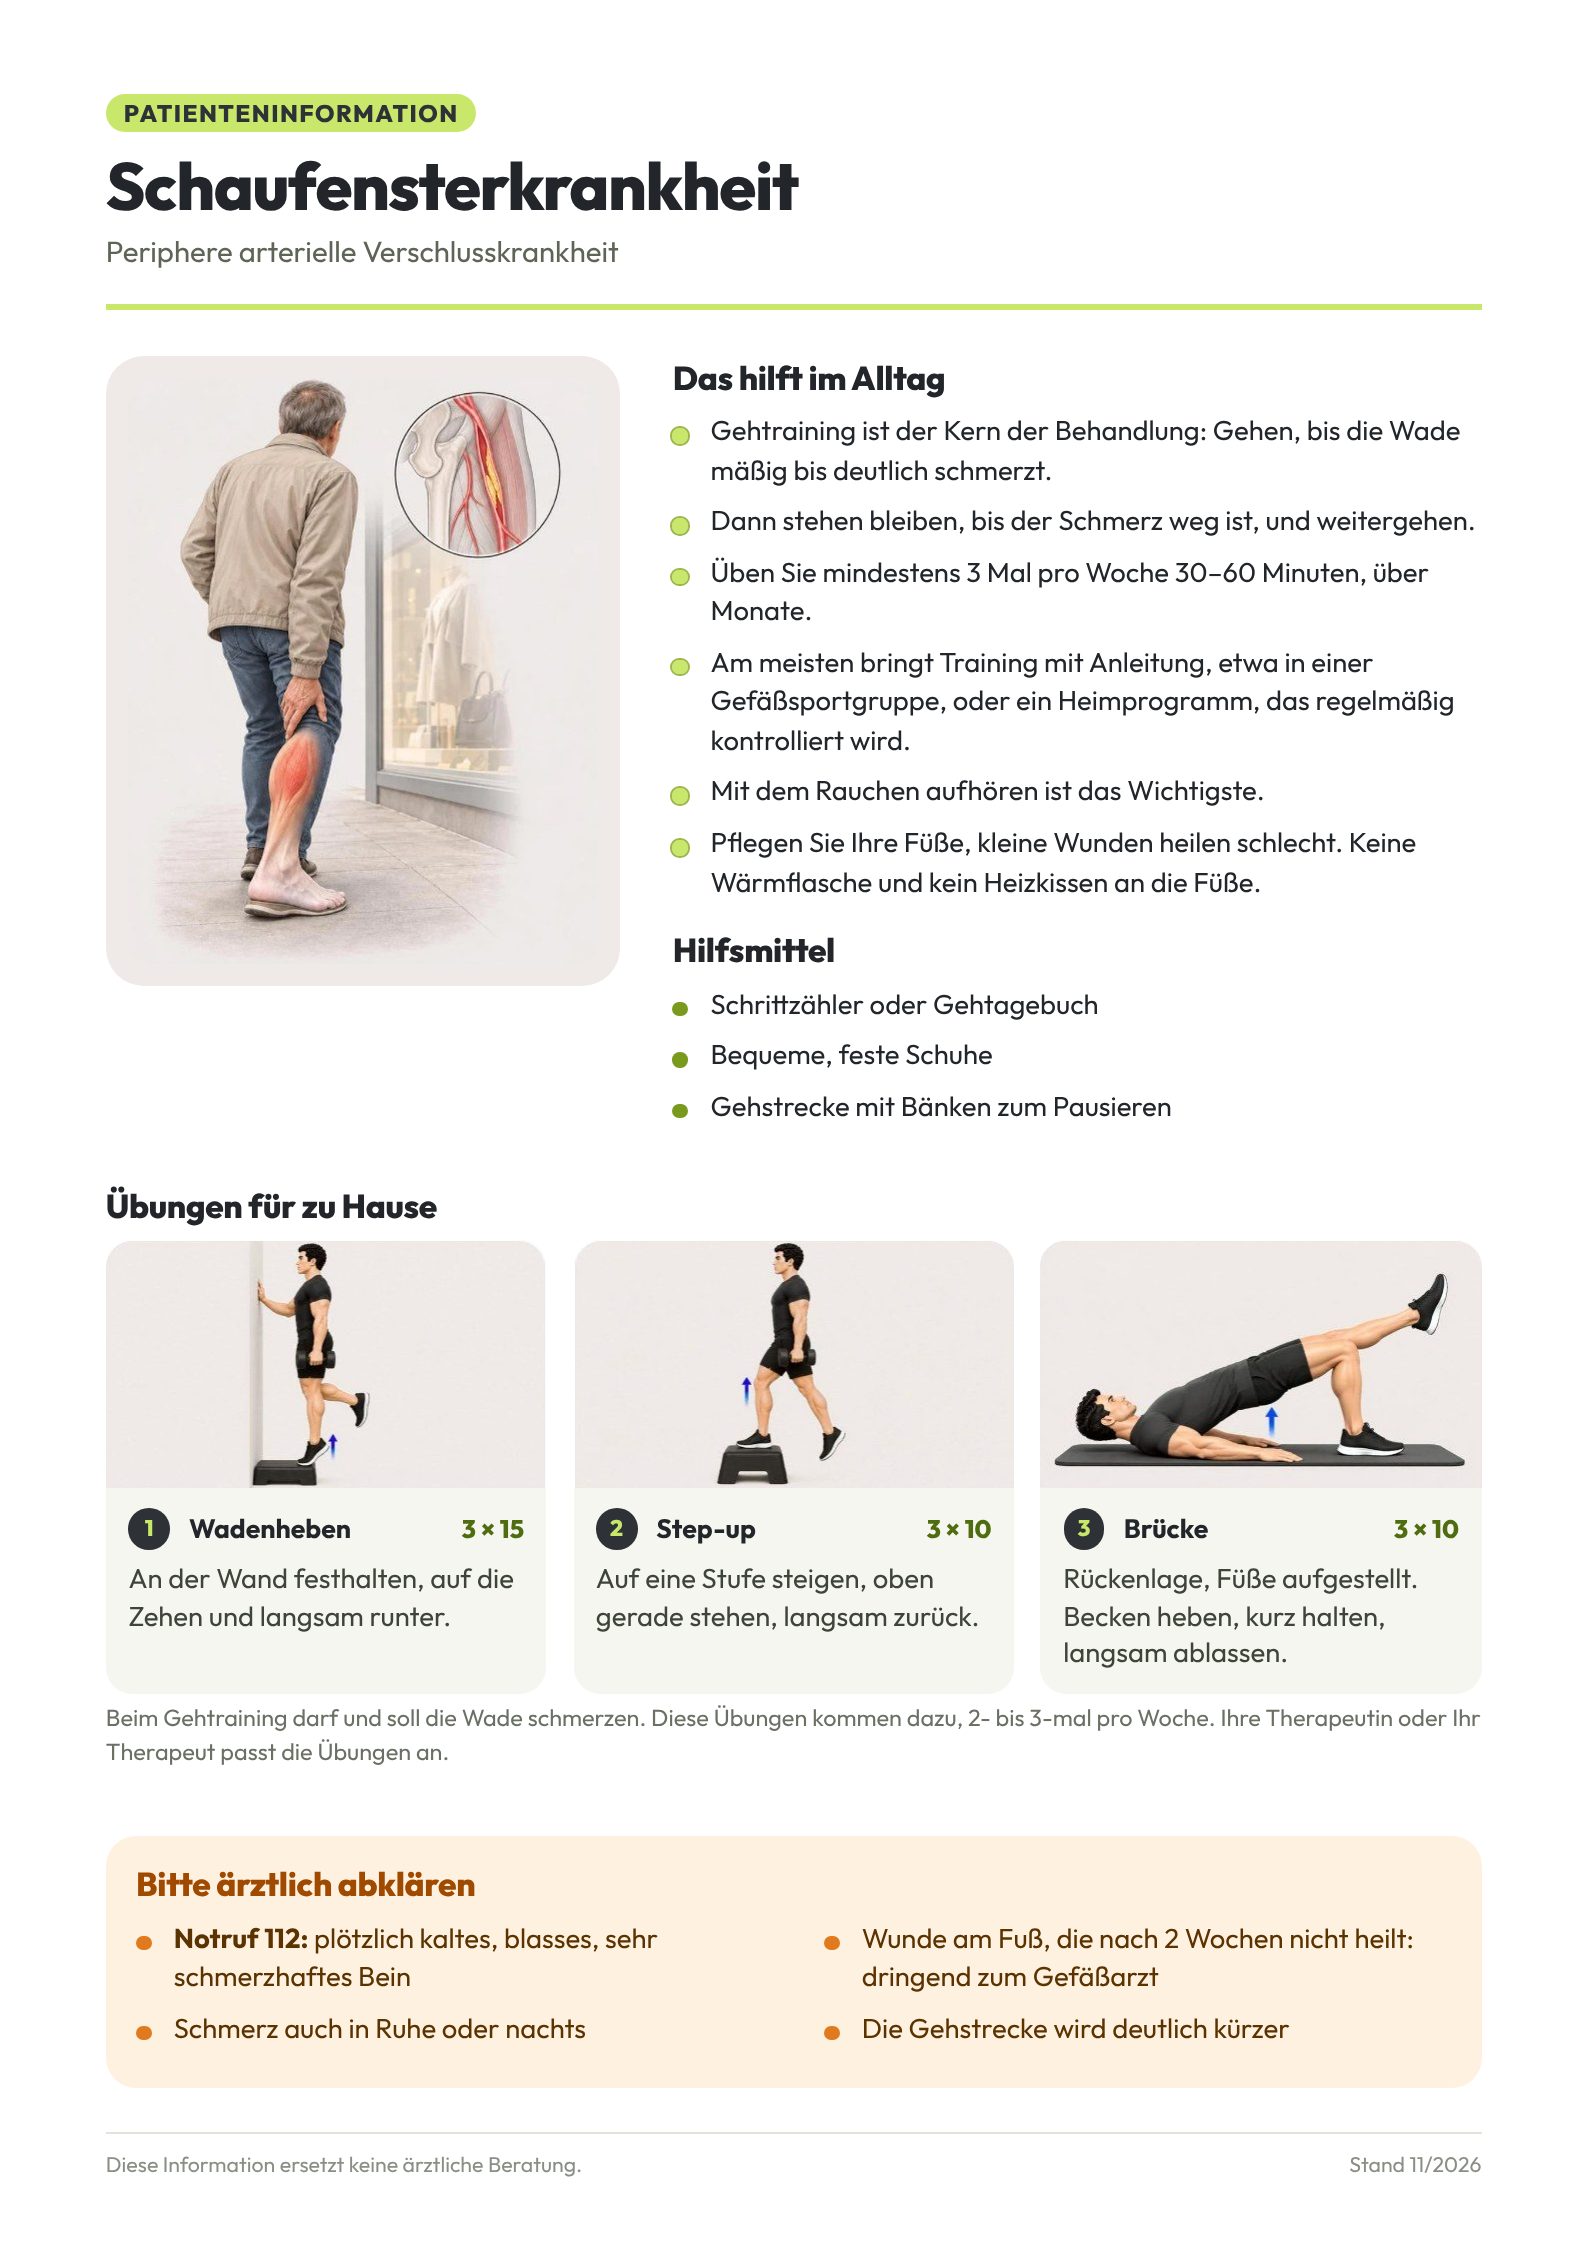 PATIENTENINFORMATION
Schaufensterkrankheit
Periphere arterielle Verschlusskrankheit
Das hilft im Alltag
Gehtraining ist der Kern der Behandlung: Gehen, bis die Wade
mäßig bis deutlich schmerzt.
Dann stehen bleiben, bis der Schmerz weg ist, und weitergehen.
Üben Sie mindestens 3 Mal pro Woche 30–60 Minuten, über
Monate.
Am meisten bringt Training mit Anleitung, etwa in einer
Gefäßsportgruppe, oder ein Heimprogramm, das regelmäßig
kontrolliert wird.
Mit dem Rauchen aufhören ist das Wichtigste.
Pflegen Sie Ihre Füße, kleine Wunden heilen schlecht. Keine
Wärmflasche und kein Heizkissen an die Füße.
Hilfsmittel
Schrittzähler oder Gehtagebuch
Bequeme, feste Schuhe
Gehstrecke mit Bänken zum Pausieren
Übungen für zu Hause
1 Wadenheben 3 × 15
An der Wand festhalten, auf die
Zehen und langsam runter.
2 Step-up 3 × 10
Auf eine Stufe steigen, oben
gerade stehen, langsam zurück.
3 Brücke 3 × 10
Rückenlage, Füße aufgestellt.
Becken heben, kurz halten,
langsam ablassen.
Beim Gehtraining darf und soll die Wade schmerzen. Diese Übungen kommen dazu, 2- bis 3-mal pro Woche. Ihre Therapeutin oder Ihr
Therapeut passt die Übungen an.
Bitte ärztlich abklären
Notruf 112: plötzlich kaltes, blasses, sehr
schmerzhaftes Bein
Schmerz auch in Ruhe oder nachts
Wunde am Fuß, die nach 2 Wochen nicht heilt:
dringend zum Gefäßarzt
Die Gehstrecke wird deutlich kürzer
Diese Information ersetzt keine ärztliche Beratung.
Stand 11/2026